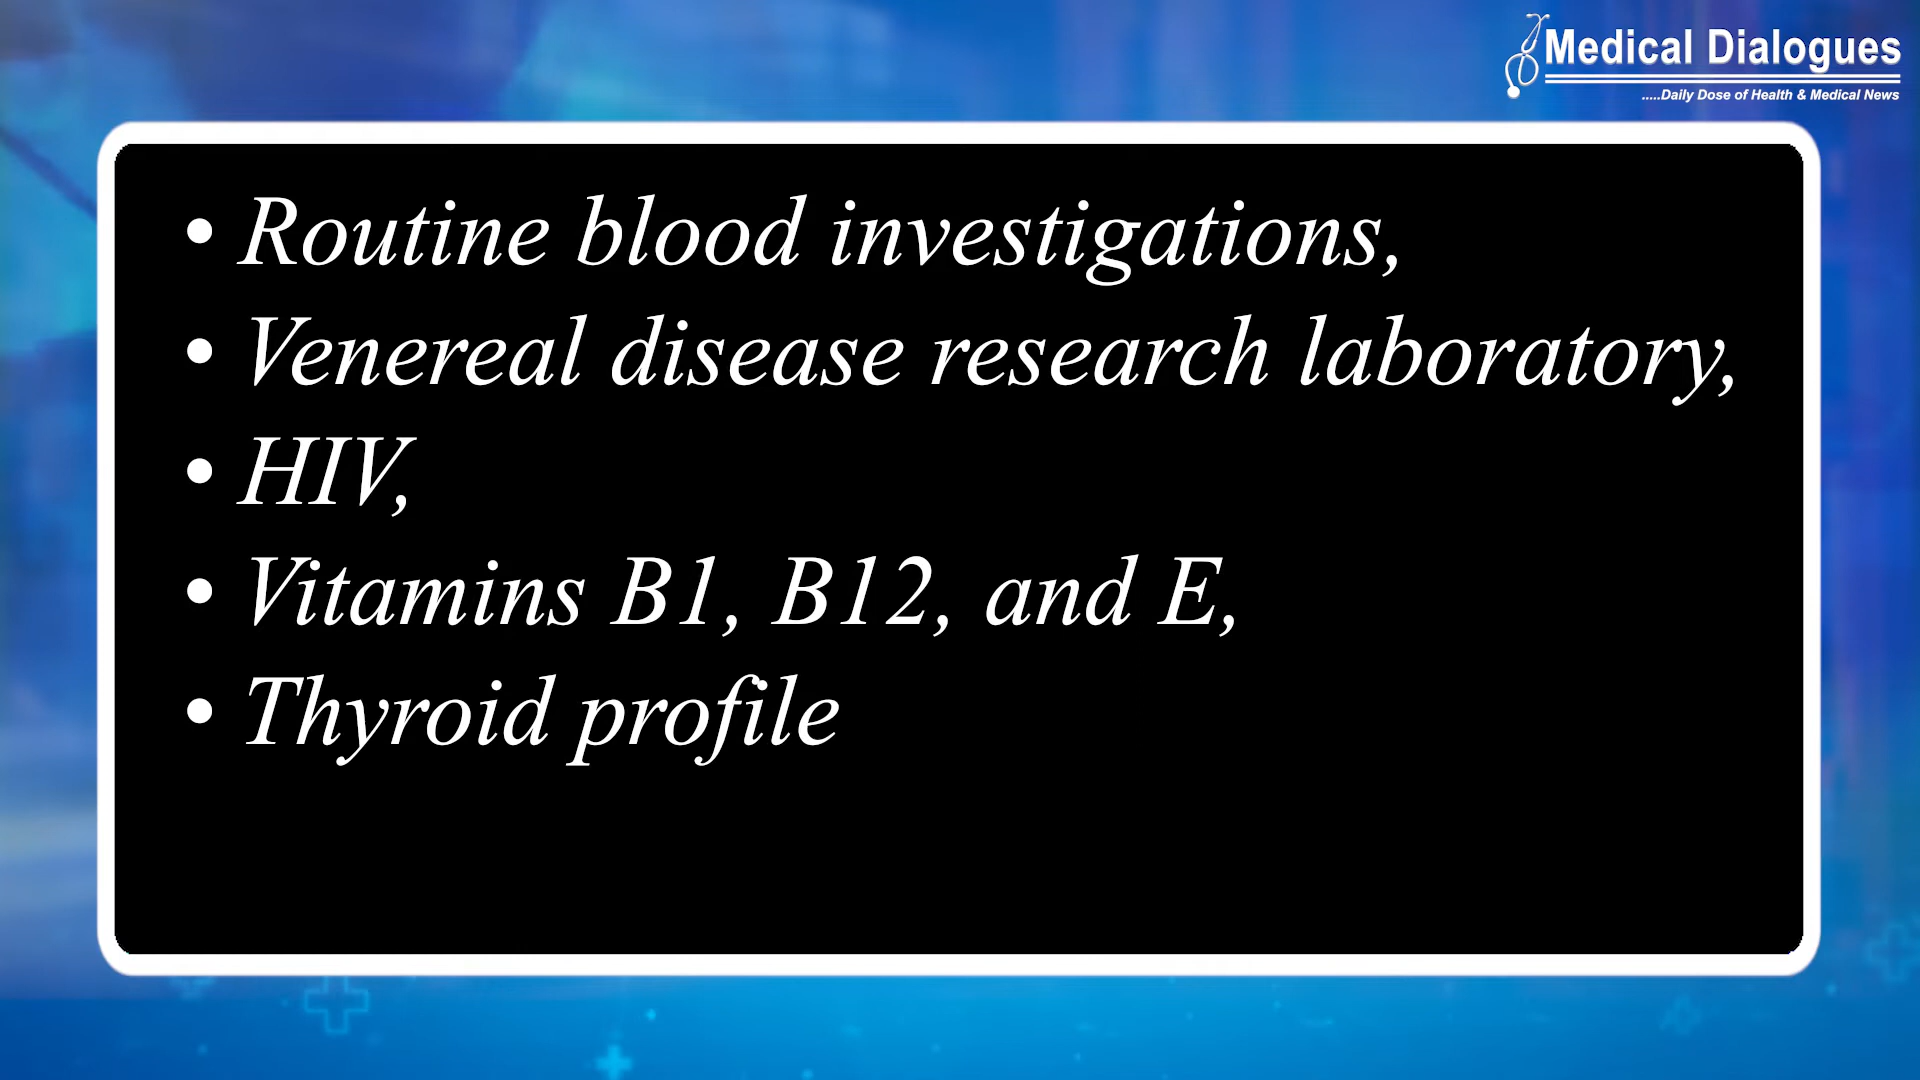 Medical Dialogues
.....Daily Dose of Health & Medical News
• Routine blood investigations,
• Venereal disease research laboratory,
• HIV,
• Vitamins B1, B12, and E,
• Thyroid profile